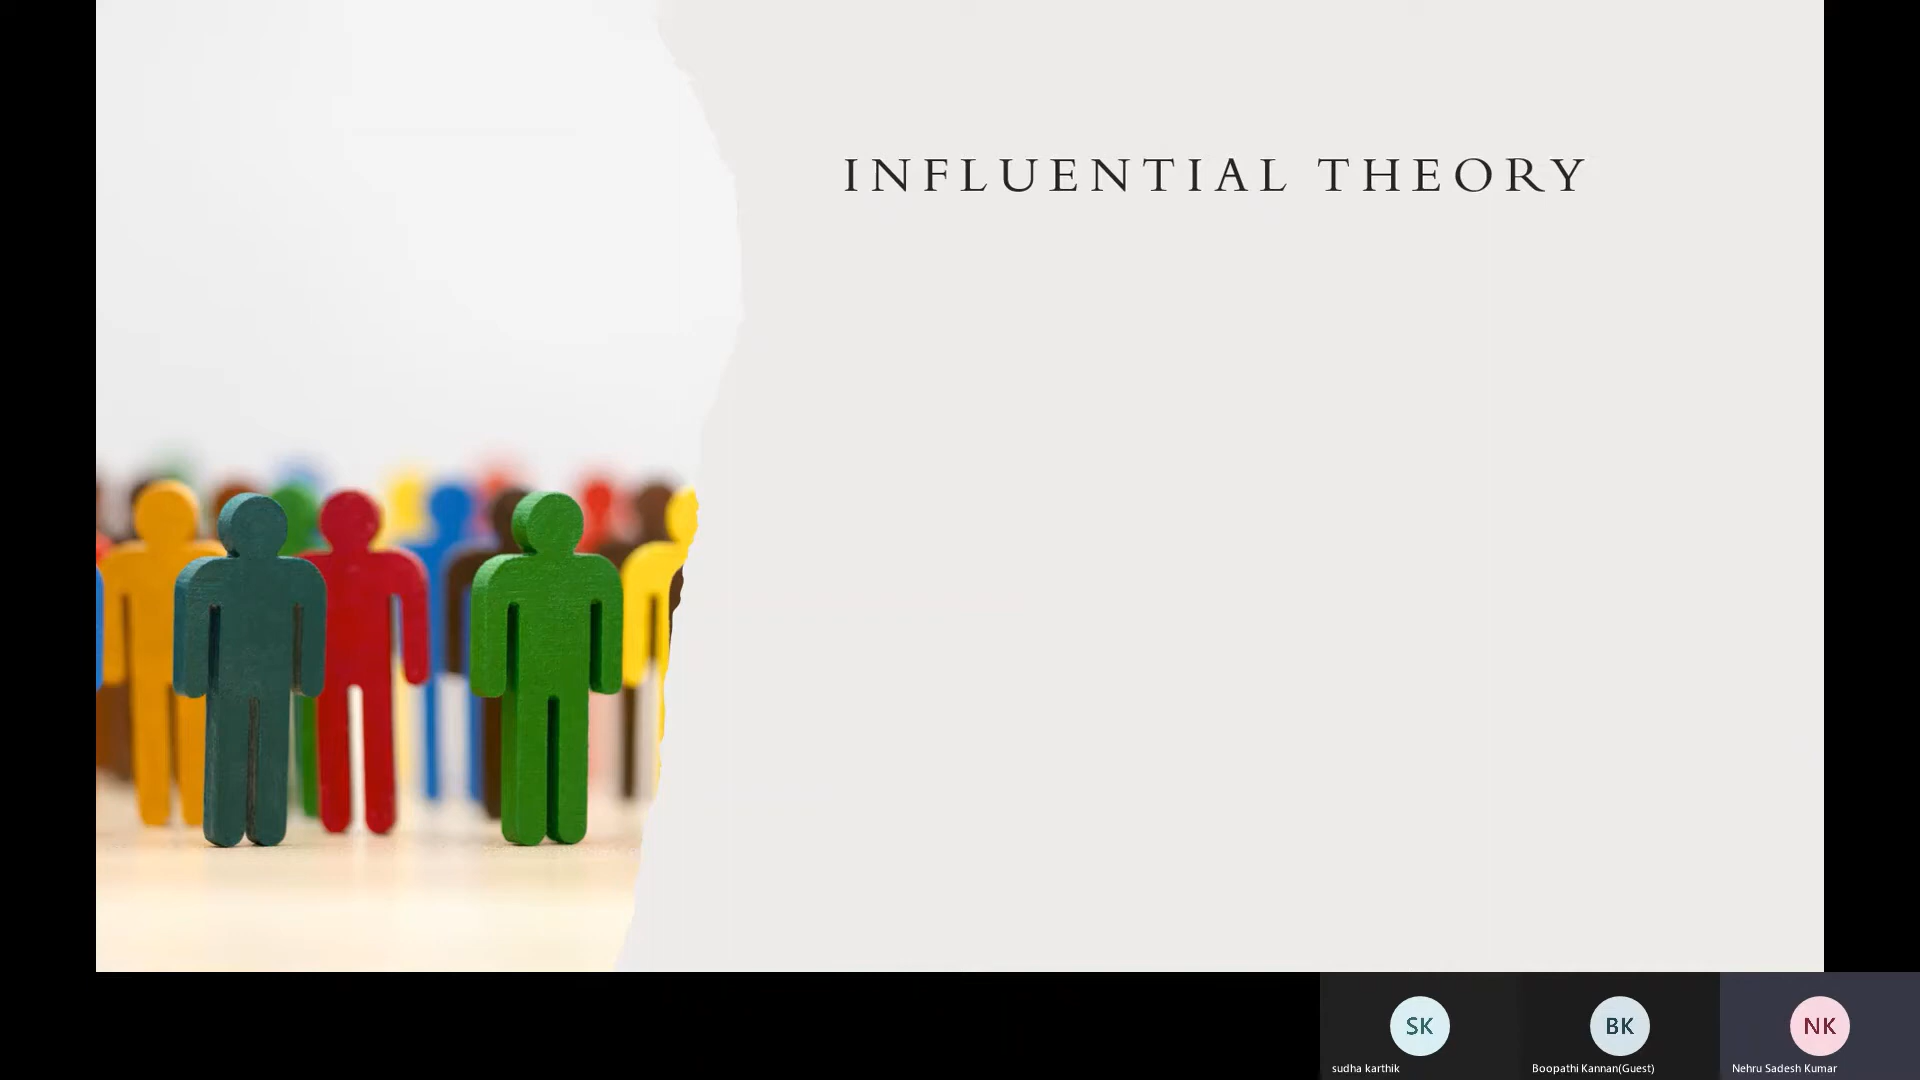 INFLUENTIAL THEORY
SK
BK
NK
sudha karthik
Boopathi Kannan(Guest)
Nehru Sadesh Kumar